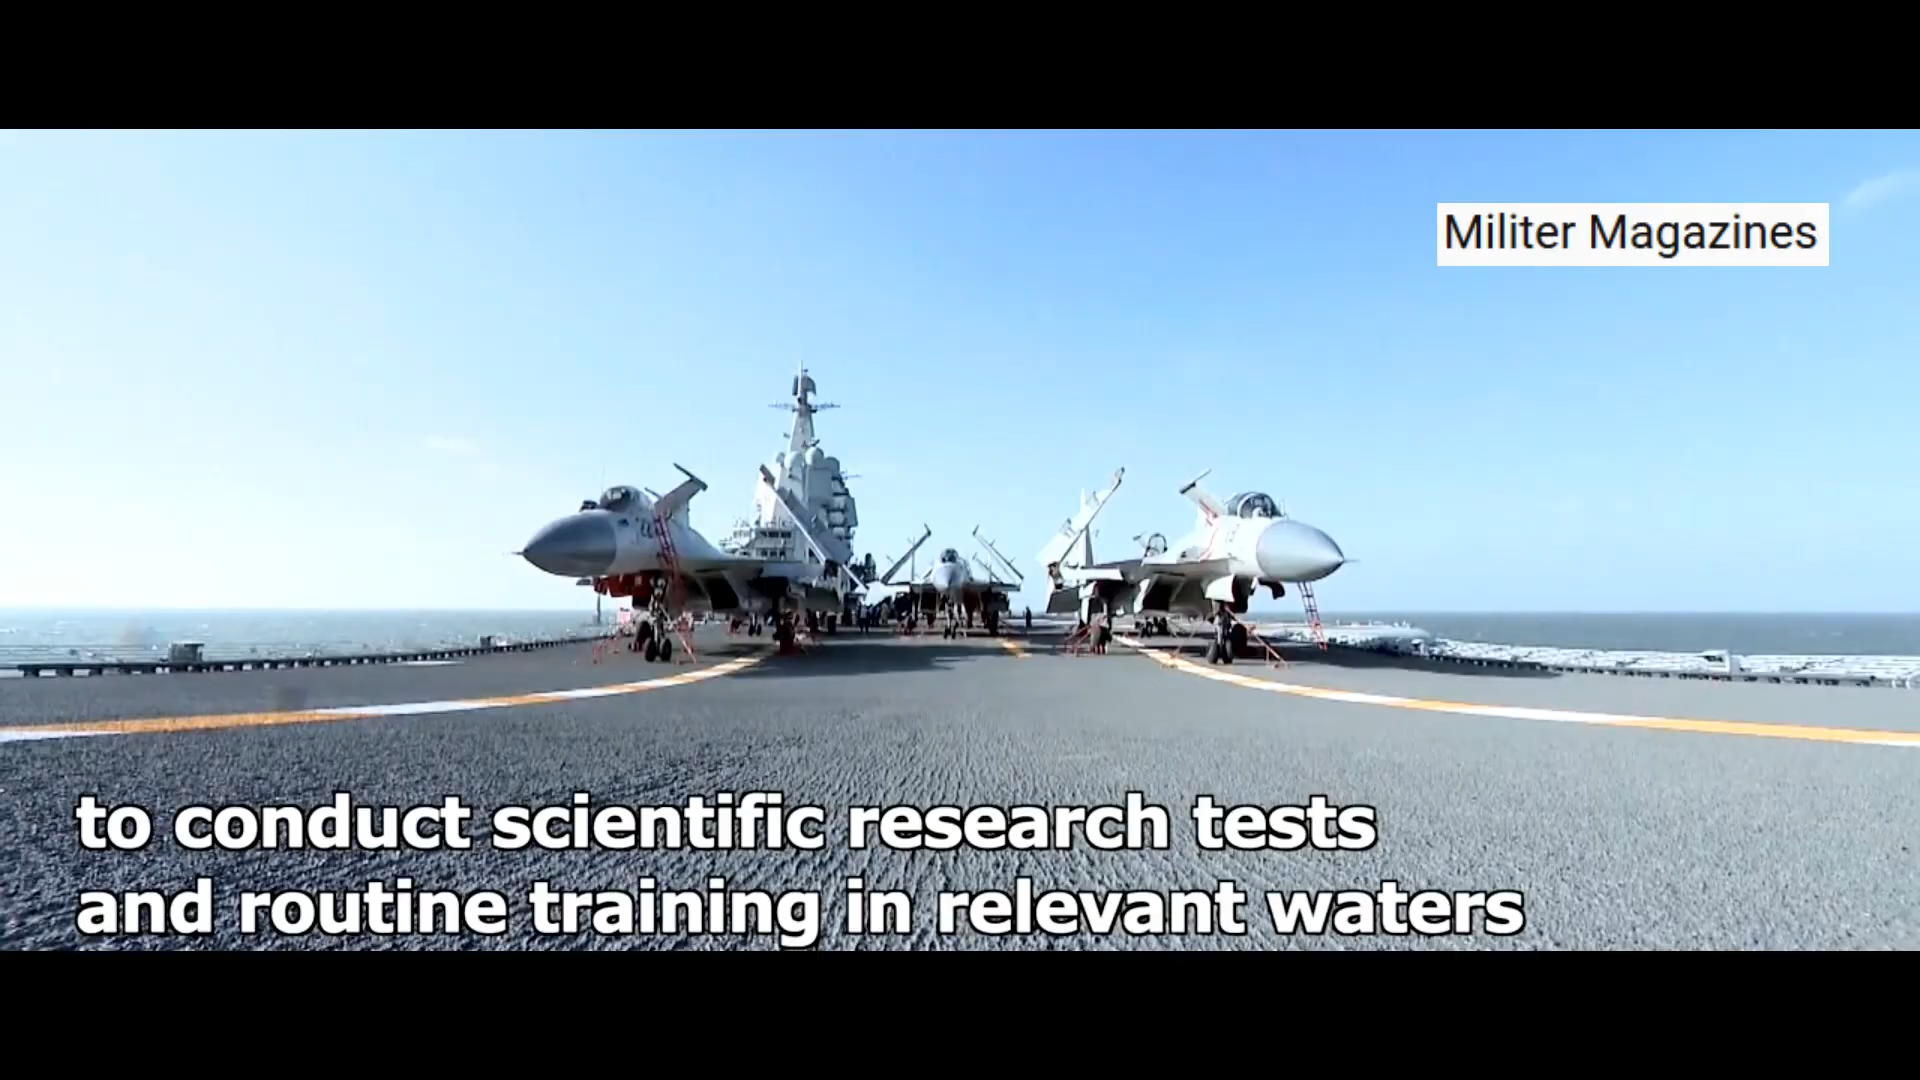 Militer Magazines
to conduct scientific research tests
and routine training in relevant waters